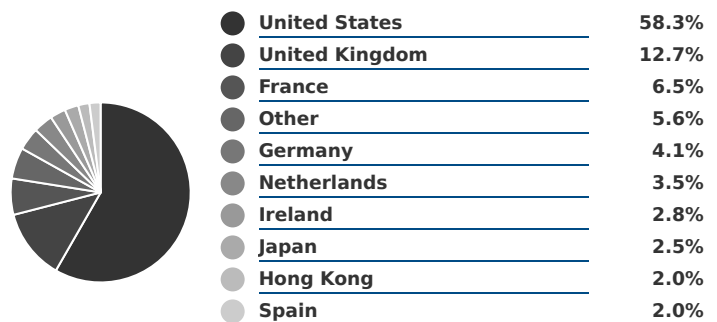 United States 58.3%
United Kingdom 12.7%
France 6.5%
Other 5.6%
Germany 4.1%
Netherlands 3.5%
Ireland 2.8%
Japan 2.5%
Hong Kong 2.0%
Spain 2.0%